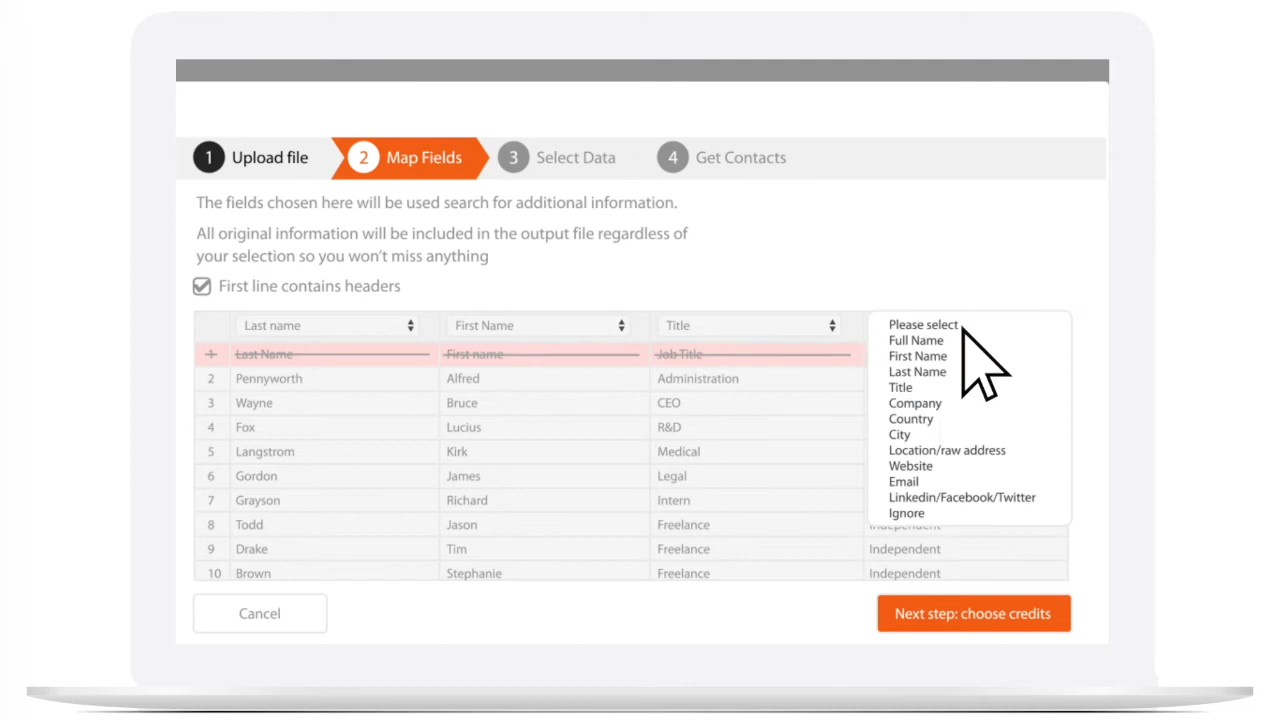 1 Upload file 2 Map Fields 3 Select Data 4 Get Contacts
The fields chosen here will be used search for additional information.
All original information will be included in the output file regardless of
your selection so you won't miss anything
First line contains headers
Last name First Name Title
Please select
Full Name
First Name
Last Name
Title
Company
Country
City
Location/raw address
Website
Email
Linkedin/Facebook/Twitter
Ignore
1 Last Name First name Job Title
2 Pennyworth Alfred Administration
3 Wayne Bruce CEO
4 Fox Lucius R&D
5 Langstrom Kirk Medical
6 Gordon James Legal
7 Grayson Richard Intern
8 Todd Jason Freelance Independent
9 Drake Tim Freelance Independent
10 Brown Stephanie Freelance Independent
Cancel Next step: choose credits